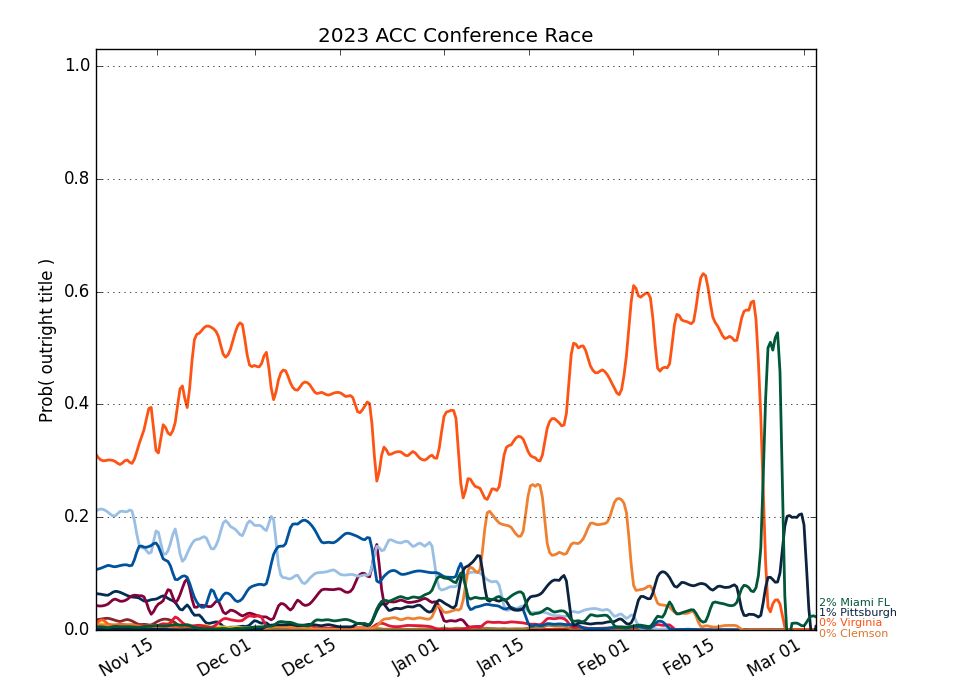 2023 ACC Conference Race
1.0
0.8
0.6
0.4
0.2
0.0
Prob( outright title )
Nov 15
Dec 01
Dec 15
Jan 01
Jan 15
Feb 01
Feb 15
Mar 01
2% Miami FL
1% Pittsburgh
0% Virginia
0% Clemson